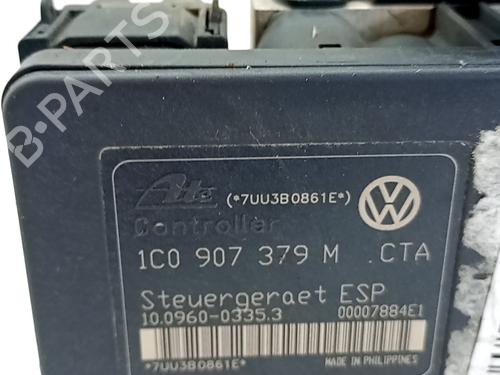 B-PARTS
Ate (*7UU3B0861E*)
Controller
1C0 907 379 M CTA
Steuergeraet ESP
10.0960-0335.3 00007884E1
*7UU3B0861E*
MADE
IN PHILIPPINES